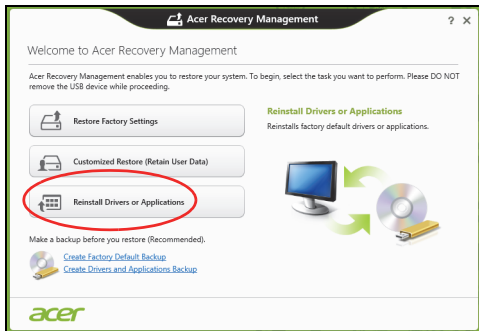 Acer Recovery Management
? ×
Welcome to Acer Recovery Management
Acer Recovery Management enables you to restore your system. To begin, select the task you want to perform. Please DO NOT
remove the USB device while proceeding.
Restore Factory Settings
Customized Restore (Retain User Data)
Reinstall Drivers or Applications
Reinstall Drivers or Applications
Reinstalls factory default drivers or applications.
Make a backup before you restore (Recommended).
Create Factory Default Backup
Create Drivers and Applications Backup
acer